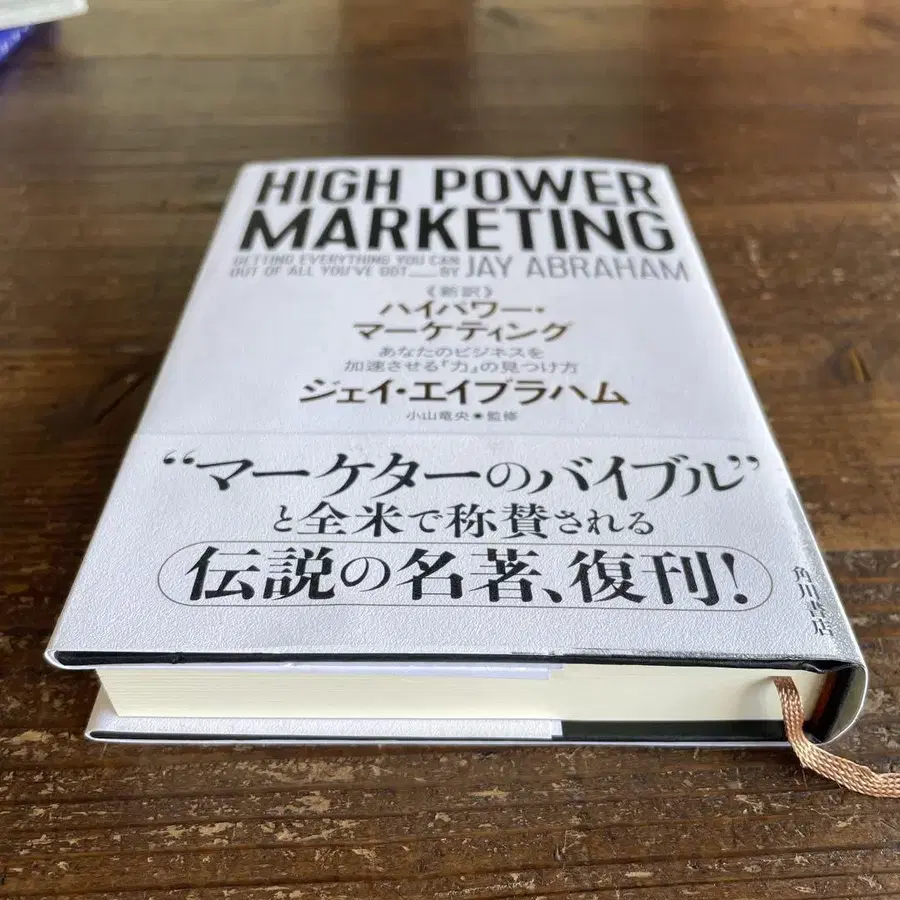 HIGH POWER
MARKETING
GETTING EVERYTHING YOU CAN
OUT OF ALL YOU'VE GOT___BY JAY ABRAHAM
《新訳》
ハイパワー・
マーケティング
あなたのビジネスを
加速させる「力」の見つけ方
ジェイ・エイブラハム
小山竜央●監修
“マーケターのバイブル”
と全米で称賛される
伝説の名著、復刊!
角川書店